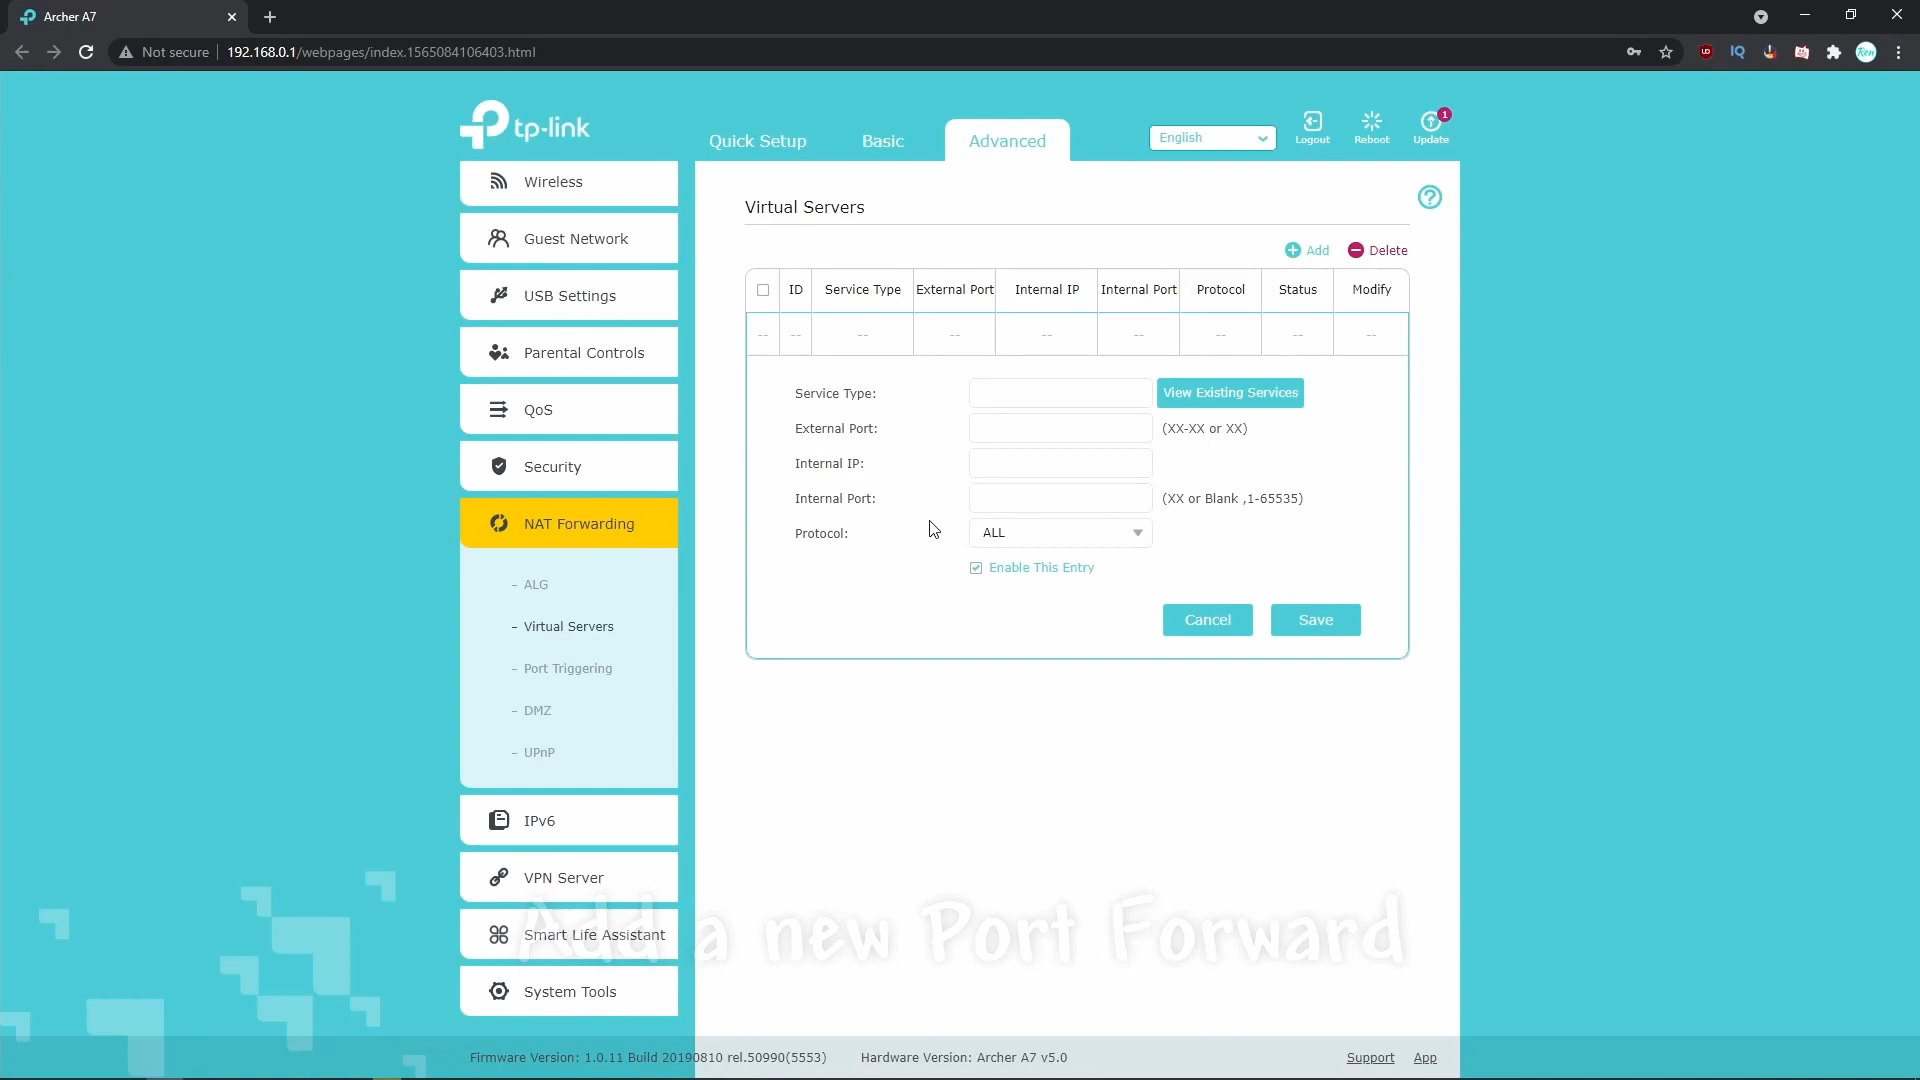 Archer A7
Not secure 192.168.0.1/webpages/index.1565084106403.html
UD IQ Ren
tp-link
Quick Setup Basic Advanced English Logout Reboot Update 1
Wireless
Guest Network
USB Settings
Parental Controls
QoS
Security
NAT Forwarding
– ALG
– Virtual Servers
– Port Triggering
– DMZ
– UPnP
IPv6
VPN Server
Smart Life Assistant
System Tools
Virtual Servers
Add Delete
ID Service Type External Port Internal IP Internal Port Protocol Status Modify
-- -- -- -- -- -- -- -- --
Service Type: View Existing Services
External Port: (XX-XX or XX)
Internal IP:
Internal Port: (XX or Blank ,1-65535)
Protocol: ALL
Enable This Entry
Cancel Save
Add a new Port Forward
Firmware Version: 1.0.11 Build 20190810 rel.50990(5553) Hardware Version: Archer A7 v5.0 Support App